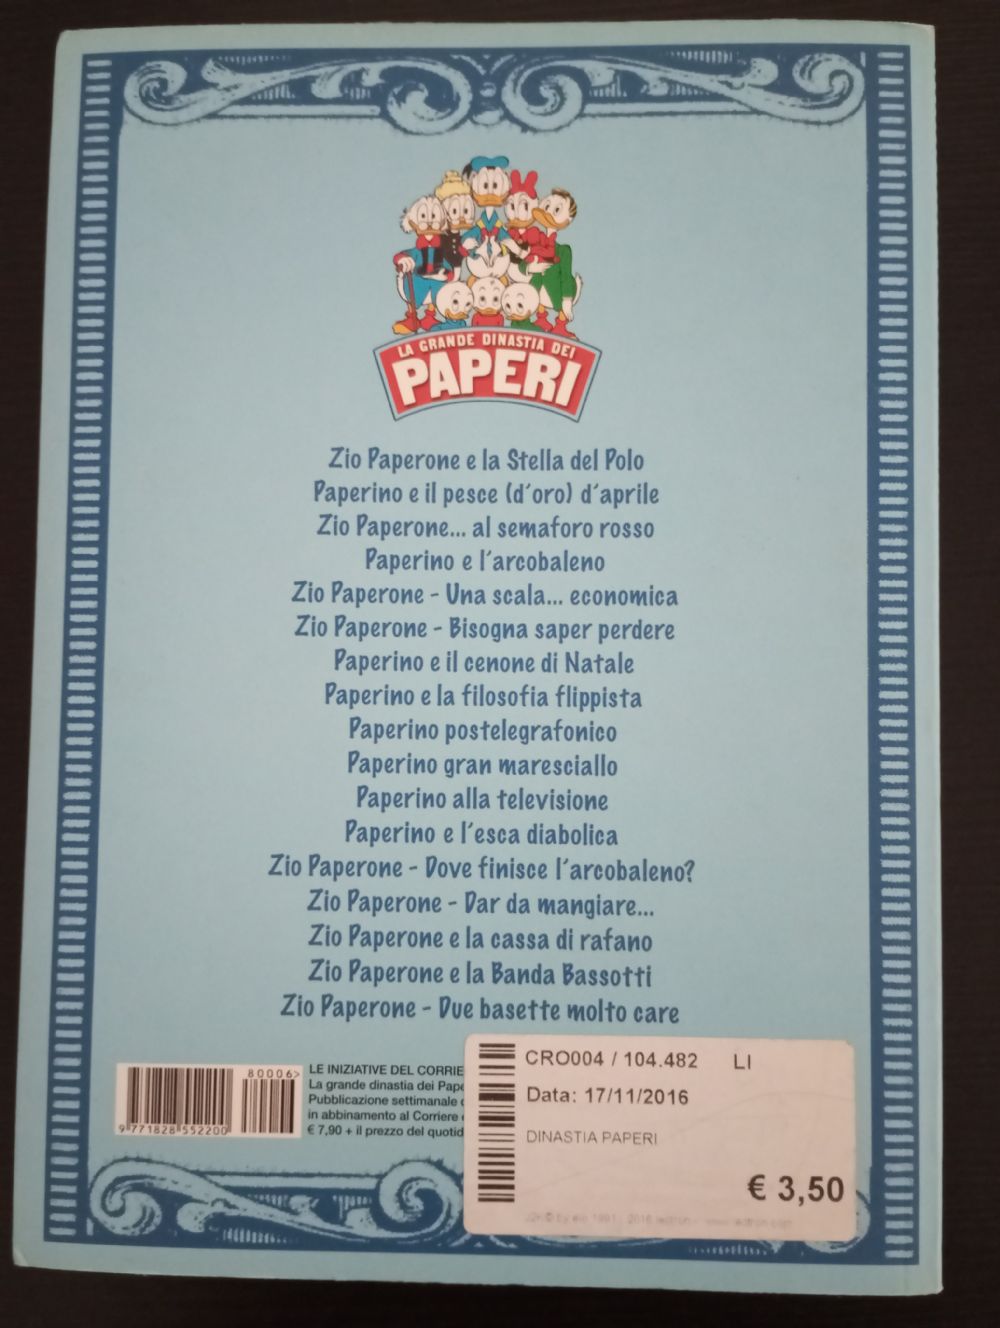 LA GRANDE DINASTIA DEI
PAPERI
Zio Paperone e la Stella del Polo
Paperino e il pesce (d'oro) d'aprile
Zio Paperone... al semaforo rosso
Paperino e l'arcobaleno
Zio Paperone - Una scala... economica
Zio Paperone - Bisogna saper perdere
Paperino e il cenone di Natale
Paperino e la filosofia flippista
Paperino postelegrafonico
Paperino gran maresciallo
Paperino alla televisione
Paperino e l'esca diabolica
Zio Paperone - Dove finisce l'arcobaleno?
Zio Paperone - Dar da mangiare...
Zio Paperone e la cassa di rafano
Zio Paperone e la Banda Bassotti
Zio Paperone - Due basette molto care
80006>
9 771828 552200
LE INIZIATIVE DEL CORRIE
La grande dinastia dei Pape
Pubblicazione settimanale
in abbinamento al Corriere
€ 7,90 + il prezzo del quotid
CRO004 / 104.482 LI
Data: 17/11/2016
DINASTIA PAPERI
€ 3,50